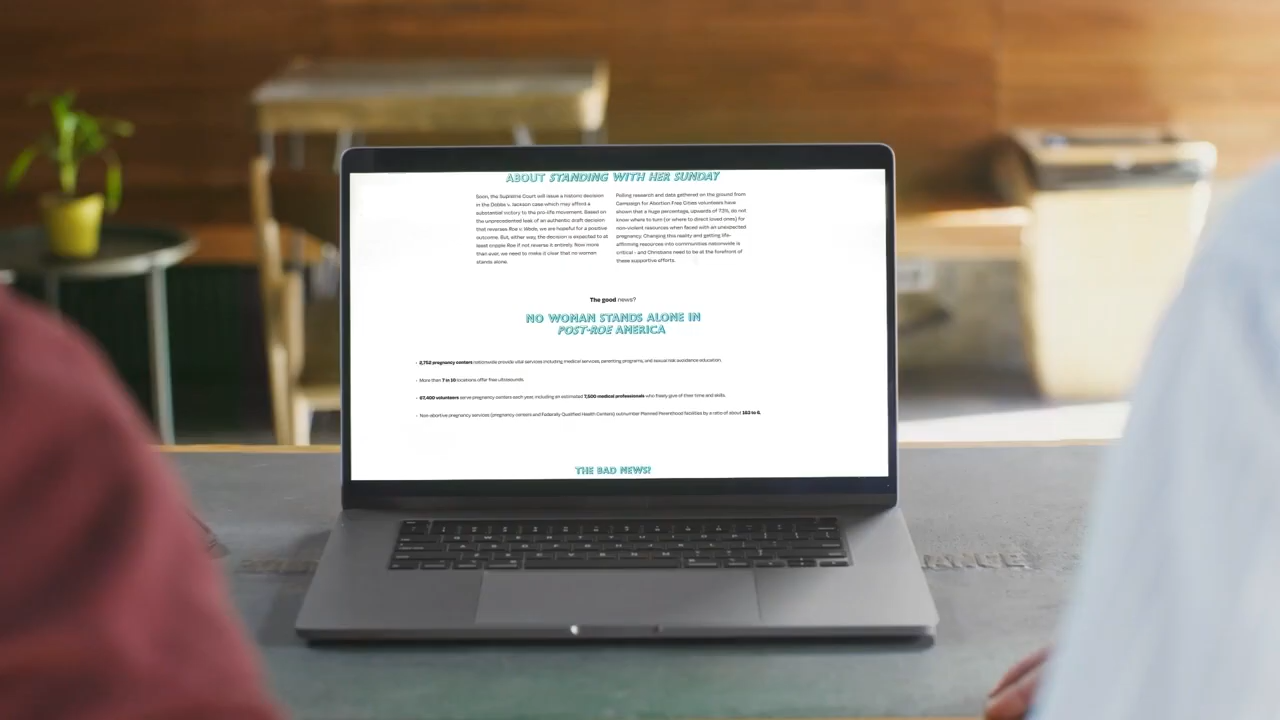 ABOUT STANDING WITH HER SUNDAY
Soon, the Supreme Court will issue a historic decision
in the Dobbs v. Jackson case which may afford a
substantial victory to the pro-life movement. Based on
the unprecedented leak of an authentic draft decision
that reverses Roe v. Wade, we are hopeful for a positive
outcome. But, either way, the decision is expected to at
least cripple Roe if not reverse it entirely. Now more
than ever, we need to make it clear that no woman
stands alone.
Polling research and data gathered on the ground from
Campaign for Abortion Free Cities volunteers have
shown that a huge percentage, upwards of 73%, do not
know where to turn (or where to direct loved ones) for
non-violent resources when faced with an unexpected
pregnancy. Changing this reality and getting life-
affirming resources into communities nationwide is
critical - and Christians need to be at the forefront of
these supportive efforts.
The good news?
NO WOMAN STANDS ALONE IN
POST-ROE AMERICA
• 2,752 pregnancy centers nationwide provide vital services including medical services, parenting programs, and sexual risk avoidance education.
• More than 7 in 10 locations offer free ultrasounds.
• 67,400 volunteers serve pregnancy centers each year, including an estimated 7,500 medical professionals who freely give of their time and skills.
• Non-abortive pregnancy services (pregnancy centers and Federally Qualified Health Centers) outnumber Planned Parenthood facilities by a ratio of about
THE BAD NEWS?